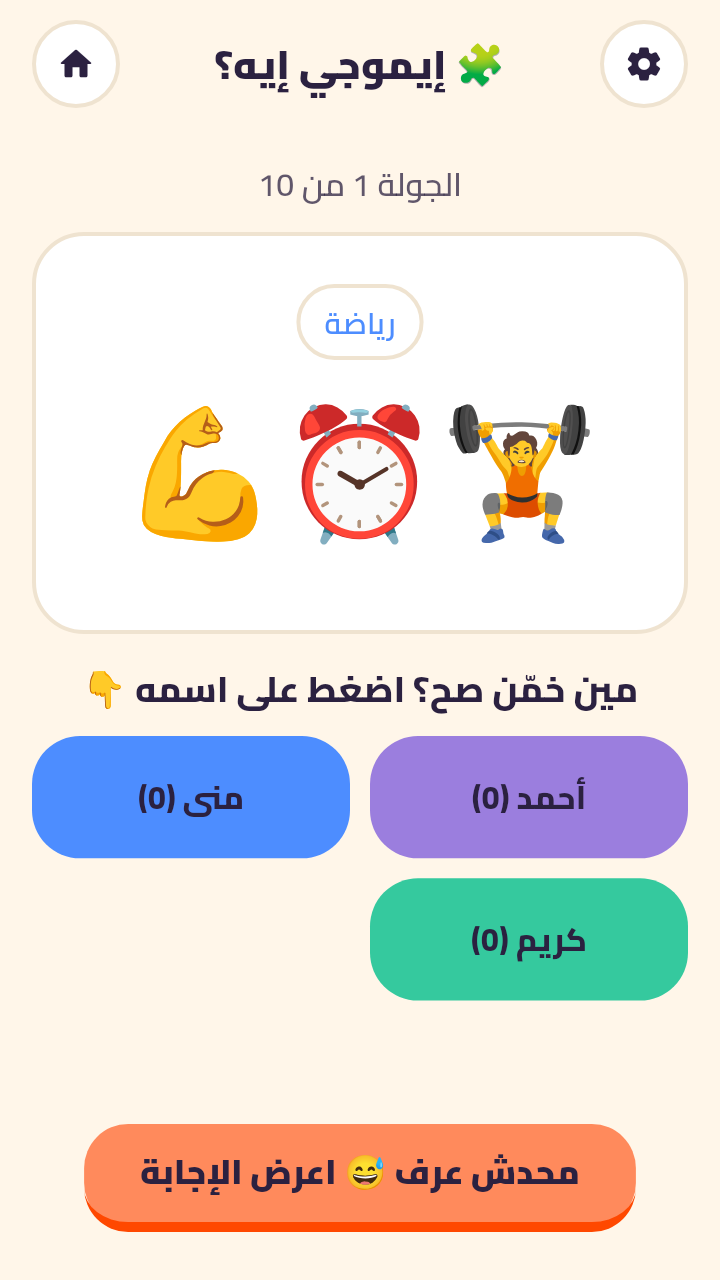 إيموجي إيه؟
الجولة 1 من 10
رياضة
مين خمّن صح؟ اضغط على اسمه
أحمد (0)
منى (0)
كريم (0)
محدش عرف 😅 اعرض الإجابة